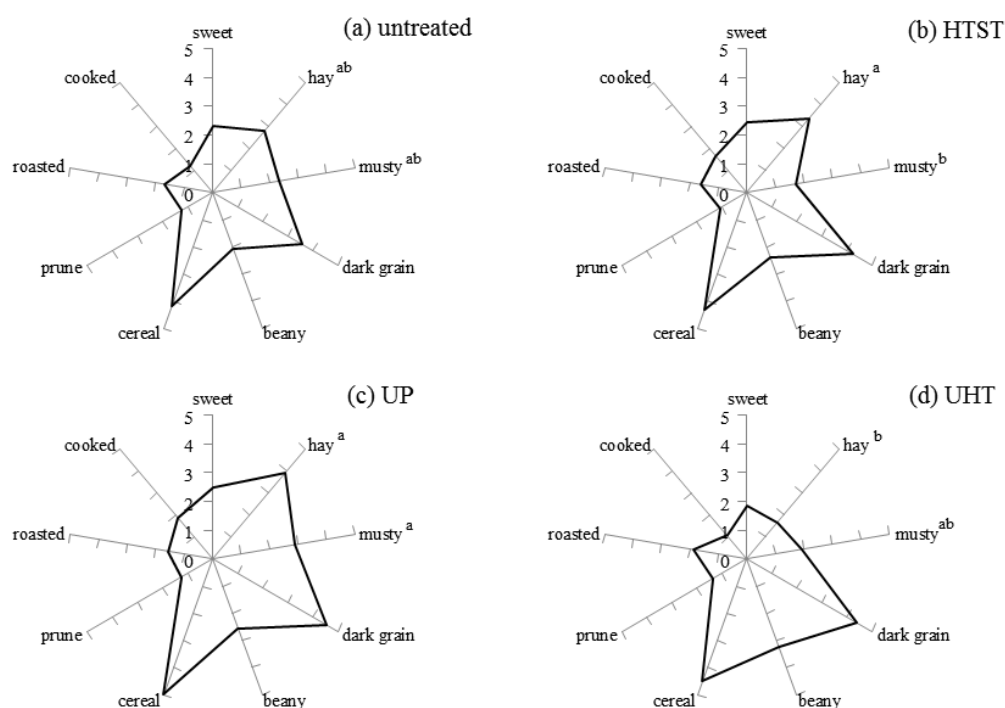 (a) untreated
sweet
5
4
3
2
1
0
hay ab
musty ab
dark grain
beany
cereal
prune
roasted
cooked
(b) HTST
sweet
5
4
3
2
1
0
hay a
musty b
dark grain
beany
cereal
prune
roasted
cooked
(c) UP
sweet
5
4
3
2
1
0
hay a
musty a
dark grain
beany
cereal
prune
roasted
cooked
(d) UHT
sweet
5
4
3
2
1
0
hay b
musty ab
dark grain
beany
cereal
prune
roasted
cooked